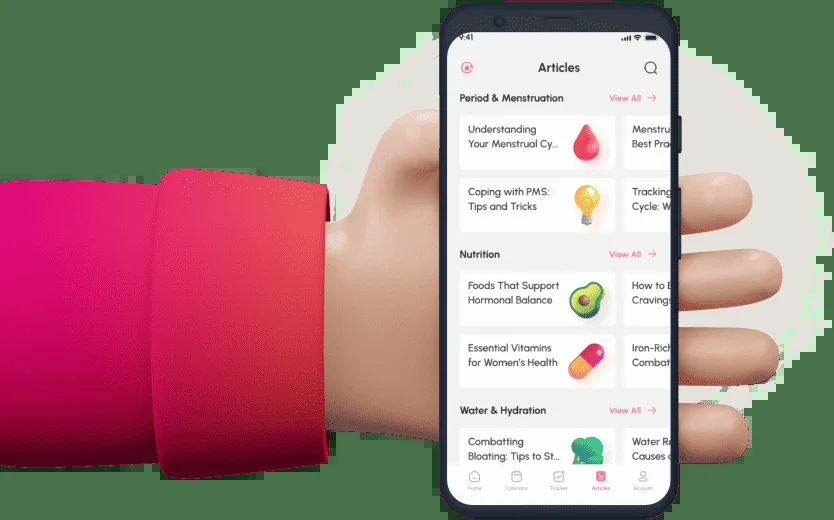 9:41
Articles
Period & Menstruation View All
Understanding
Your Menstrual Cy...
Menstru
Best Prac
Coping with PMS:
Tips and Tricks
Tracking
Cycle: W
Nutrition View All
Foods That Support
Hormonal Balance
How to
Cravings
Essential Vitamins
for Women's Health
Iron-Rich
Combat
Water & Hydration View All
Combatting
Bloating: Tips to St...
Water Re
Causes
Home Calendar Tracker Articles Account